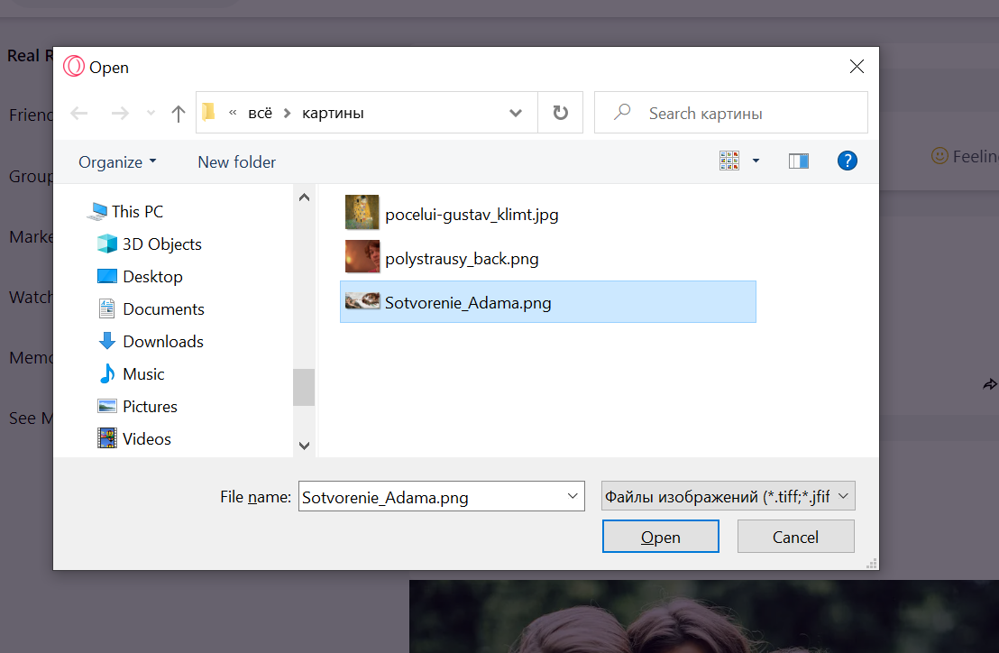 Real R
Open
« всё > картины
Search картины
Friend
Organize
New folder
Feeling
Group
This PC
pocelui-gustav_klimt.jpg
Marke
3D Objects
polystrausy_back.png
Desktop
Sotvorenie_Adama.png
Watch
Documents
Downloads
Memo
Music
Pictures
See M
Videos
File name:
Sotvorenie_Adama.png
Файлы изображений (*.tiff;*.jfif
Open
Cancel